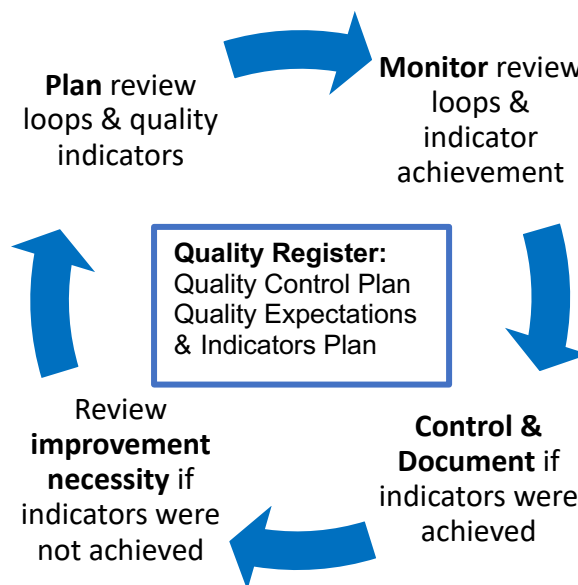 Plan review
loops & quality
indicators
Monitor review
loops &
indicator
achievement
Quality Register:
Quality Control Plan
Quality Expectations
& Indicators Plan
Control &
Document if
indicators were
achieved
Review
improvement
necessity if
indicators were
not achieved